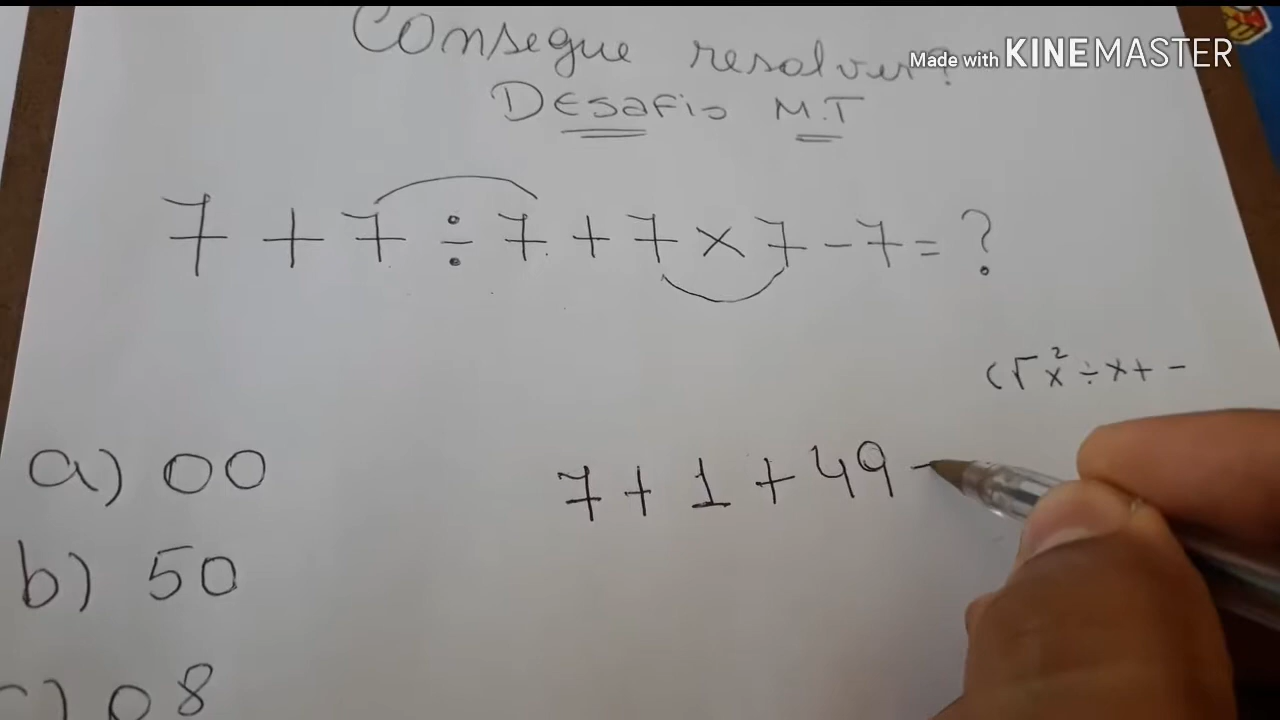 Consegue resolver?
Made with KINEMASTER
Desafio M.T
7 + 7 ÷ 7 + 7 × 7 - 7 = ?
(√x² ÷ x + -
7 + 1 + 49 -
a) 00
b) 50
c) 08